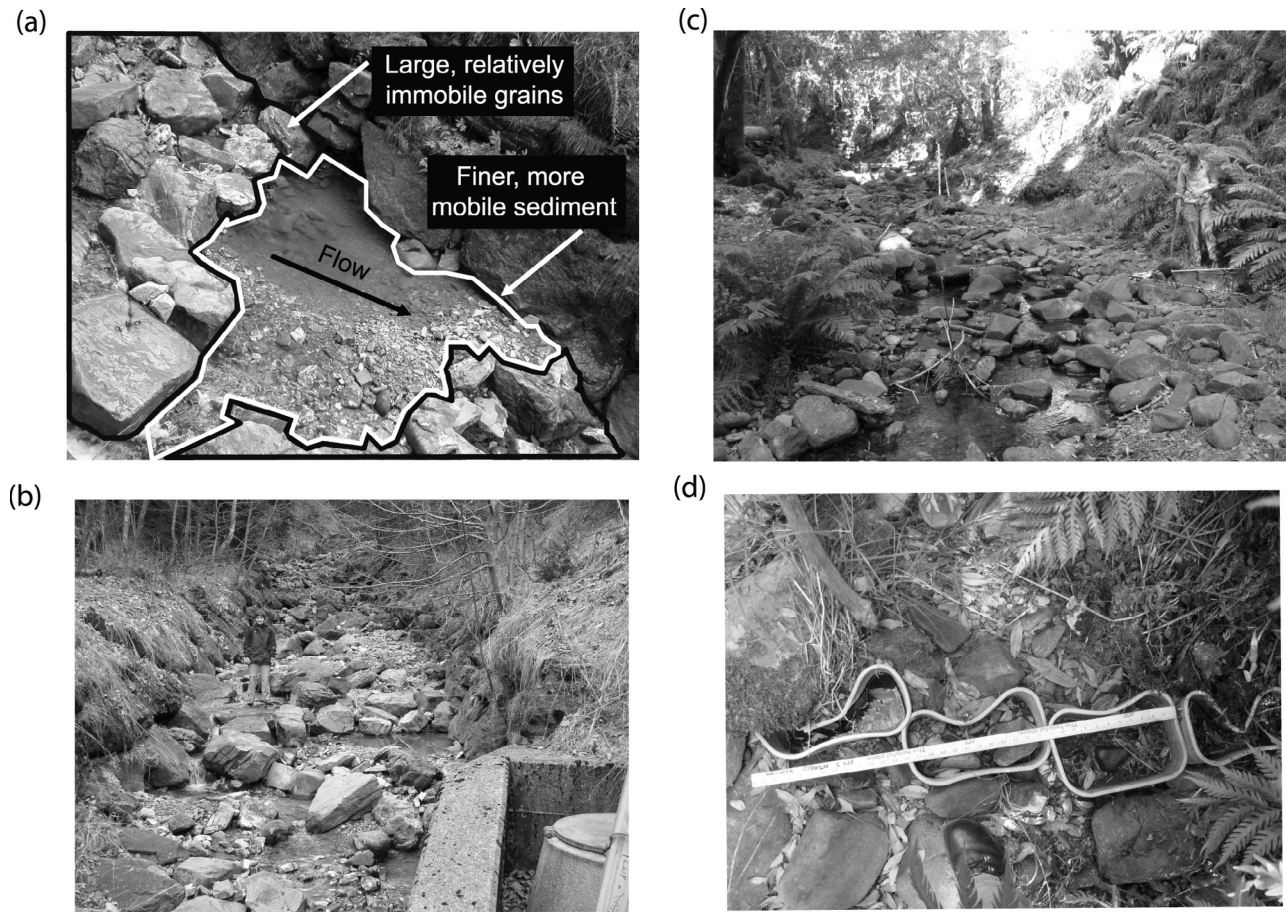 (a)
Large, relatively
immobile grains
Finer, more
mobile sediment
Flow
(b)
(c)
(d)